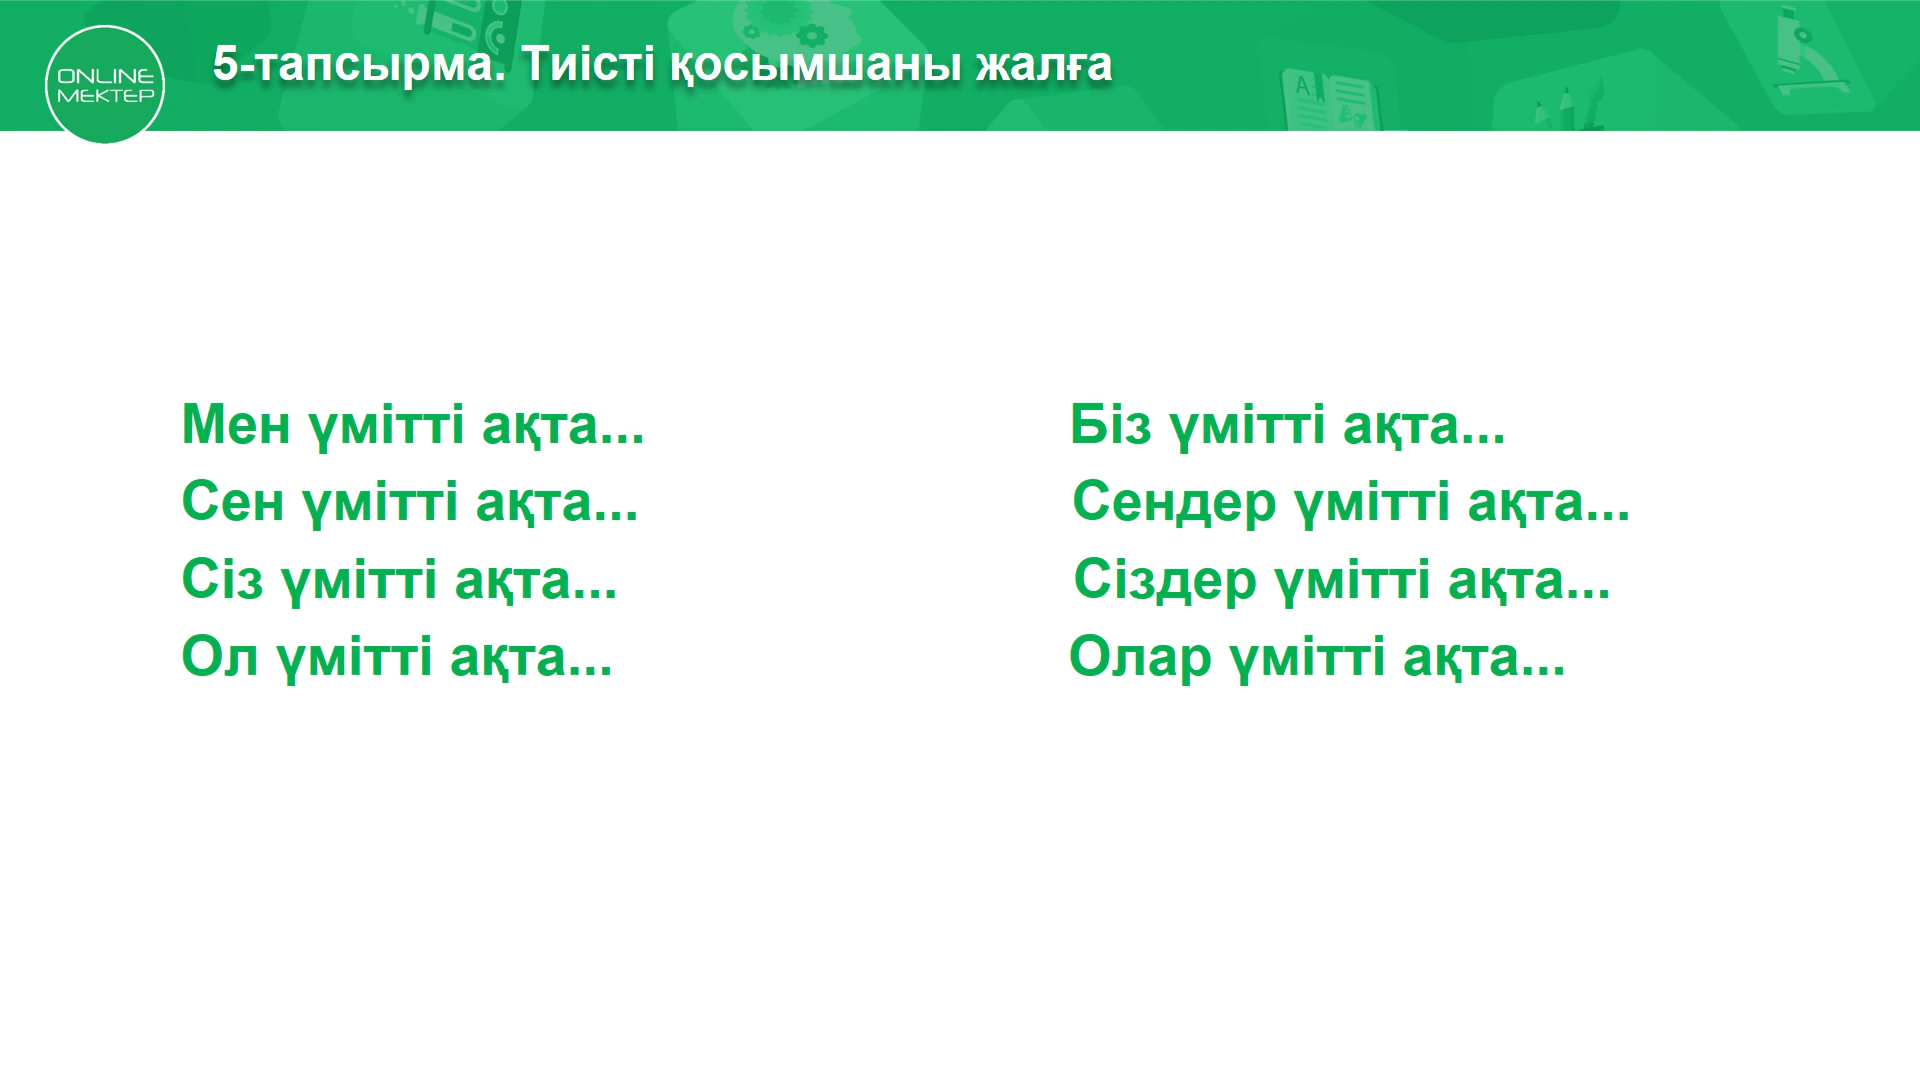 ONLINE
MEKTEP
5-тапсырма. Тиісті қосымшаны жалға
Мен үмітті ақта...
Сен үмітті ақта...
Сіз үмітті ақта...
Ол үмітті ақта...
Біз үмітті ақта...
Сендер үмітті ақта...
Сіздер үмітті ақта...
Олар үмітті ақта...